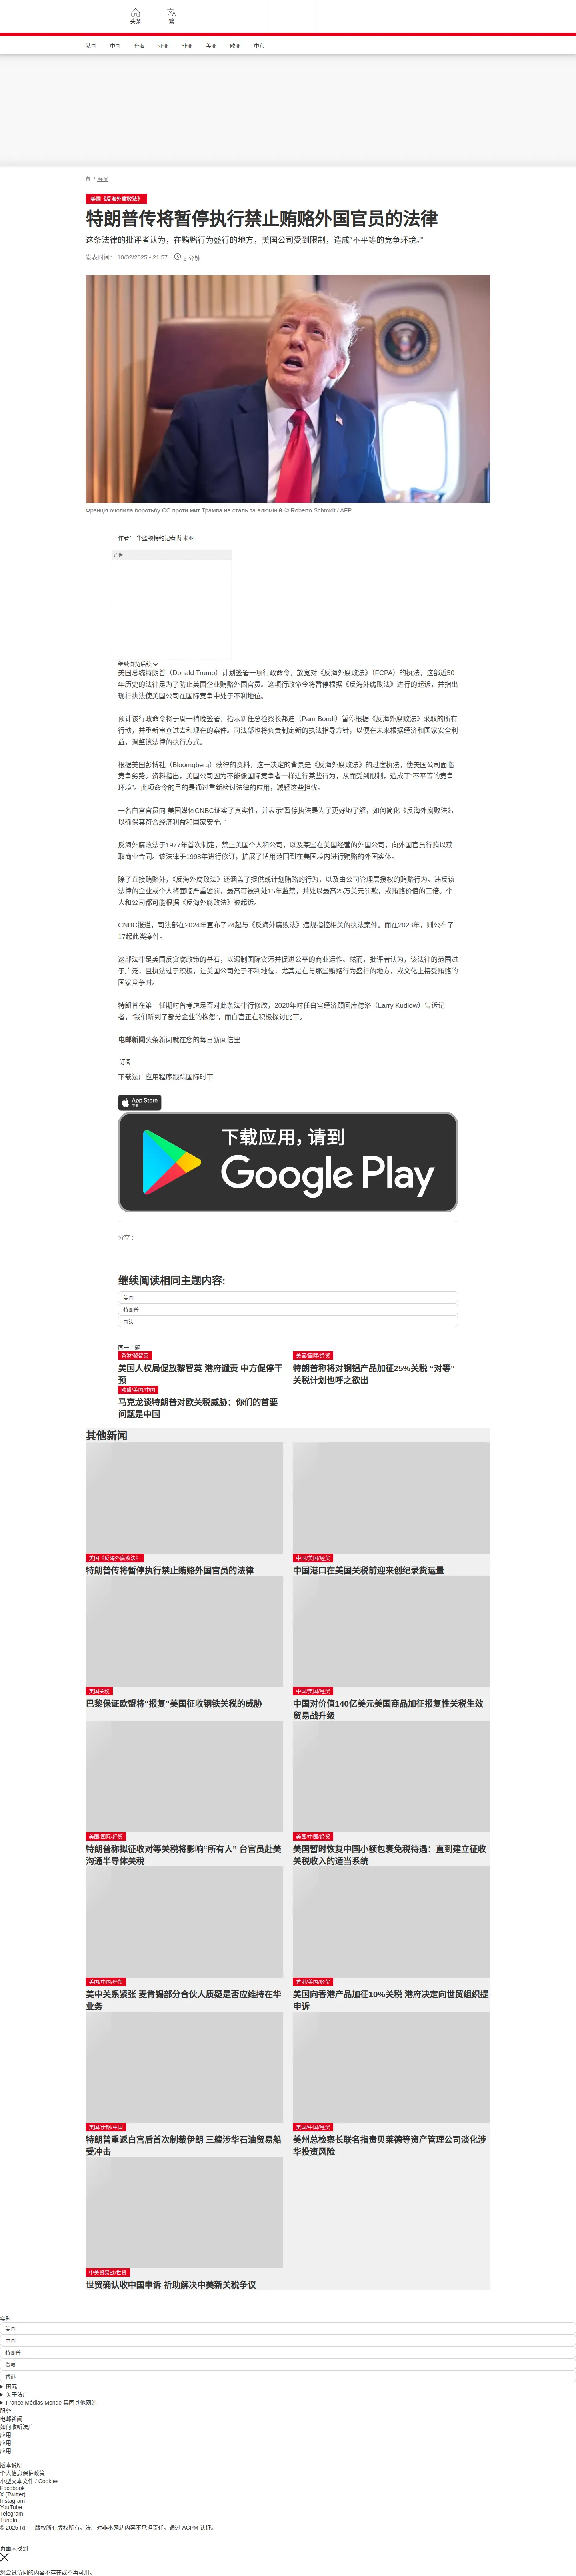 头条
繁
法国
中国
台海
亚洲
非洲
美洲
欧洲
中东
/ 经贸
美国《反海外腐败法》
特朗普传将暂停执行禁止贿赂外国官员的法律
这条法律的批评者认为，在贿赂行为盛行的地方，美国公司受到限制，造成“不平等的竞争环境。”
发表时间： 10/02/2025 - 21:57
6 分钟
Франція очолила боротьбу ЄС проти мит Трампа на сталь та алюміній © Roberto Schmidt / AFP
作者： 华盛顿特约记者 陈米亚
广告
继续浏览后续
美国总统特朗普（Donald Trump）计划签署一项行政命令，放宽对《反海外腐败法》（FCPA）的执法，这部近50
年历史的法律是为了防止美国企业贿赂外国官员。这项行政命令将暂停根据《反海外腐败法》进行的起诉，并指出
现行执法使美国公司在国际竞争中处于不利地位。
预计该行政命令将于周一稍晚签署，指示新任总检察长邦迪（Pam Bondi）暂停根据《反海外腐败法》采取的所有
行动，并重新审查过去和现在的案件。司法部也将负责制定新的执法指导方针，以便在未来根据经济和国家安全利
益，调整该法律的执行方式。
根据美国彭博社（Bloomgberg）获得的资料，这一决定的背景是《反海外腐败法》的过度执法，使美国公司面临
竞争劣势。资料指出，美国公司因为不能像国际竞争者一样进行某些行为，从而受到限制，造成了“不平等的竞争
环境”。此项命令的目的是通过重新检讨法律的应用，减轻这些担忧。
一名白宫官员向 美国媒体CNBC证实了真实性，并表示“暂停执法是为了更好地了解，如何简化《反海外腐败法》，
以确保其符合经济利益和国家安全。”
反海外腐败法于1977年首次制定，禁止美国个人和公司，以及某些在美国经营的外国公司，向外国官员行贿以获
取商业合同。该法律于1998年进行修订，扩展了适用范围到在美国境内进行贿赂的外国实体。
除了直接贿赂外，《反海外腐败法》还涵盖了提供或计划贿赂的行为，以及由公司管理层授权的贿赂行为。违反该
法律的企业或个人将面临严重惩罚，最高可被判处15年监禁，并处以最高25万美元罚款，或贿赂价值的三倍。个
人和公司都可能根据《反海外腐败法》被起诉。
CNBC报道，司法部在2024年宣布了24起与《反海外腐败法》违规指控相关的执法案件。而在2023年，则公布了
17起此类案件。
这部法律是美国反贪腐政策的基石，以遏制国际贪污并促进公平的商业运作。然而，批评者认为，该法律的范围过
于广泛，且执法过于积极，让美国公司处于不利地位，尤其是在与那些贿赂行为盛行的地方，或文化上接受贿赂的
国家竞争时。
特朗普在第一任期时曾考虑是否对此条法律行修改，2020年时任白宫经济顾问库德洛（Larry Kudlow）告诉记
者，“我们听到了部分企业的抱怨”，而白宫正在积极探讨此事。
电邮新闻头条新闻就在您的每日新闻信里
订阅
下载法广应用程序跟踪国际时事
App Store
下载
下载应用，请到
Google Play
分享 :
继续阅读相同主题内容:
美国
特朗普
司法
同一主题
香港/黎智英
美国人权局促放黎智英 港府谴责 中方促停干
预
美国/国际/经贸
特朗普称将对钢铝产品加征25%关税 “对等”
关税计划也呼之欲出
欧盟/美国/中国
马克龙谈特朗普对欧关税威胁：你们的首要
问题是中国
其他新闻
美国《反海外腐败法》
特朗普传将暂停执行禁止贿赂外国官员的法律
中国/美国/经贸
中国港口在美国关税前迎来创纪录货运量
美国关税
巴黎保证欧盟将“报复”美国征收钢铁关税的威胁
中国/美国/经贸
中国对价值140亿美元美国商品加征报复性关税生效
贸易战升级
美国/国际/经贸
特朗普称拟征收对等关税将影响“所有人” 台官员赴美
沟通半导体关税
美国/中国/经贸
美国暂时恢复中国小额包裹免税待遇：直到建立征收
关税收入的适当系统
美国/中国/经贸
美中关系紧张 麦肯锡部分合伙人质疑是否应维持在华
业务
香港/美国/经贸
美国向香港产品加征10%关税 港府决定向世贸组织提
申诉
美国/伊朗/中国
特朗普重返白宫后首次制裁伊朗 三艘涉华石油贸易船
受冲击
美国/中国/经贸
美州总检察长联名指责贝莱德等资产管理公司淡化涉
华投资风险
中美贸易战/世贸
世贸确认收中国申诉 祈助解决中美新关税争议
实时
美国
中国
特朗普
贸易
香港
国际
关于法广
France Médias Monde 集团其他网站
服务
电邮新闻
如何收听法广
应用
应用
应用
版本说明
个人信息保护政策
小型文本文件 / Cookies
Facebook
X (Twitter)
Instagram
YouTube
Telegram
TuneIn
© 2025 RFI – 版权所有版权所有。法广对非本网站内容不承担责任。通过 ACPM 认证。
页面未找到
您尝试访问的内容不存在或不再可用。